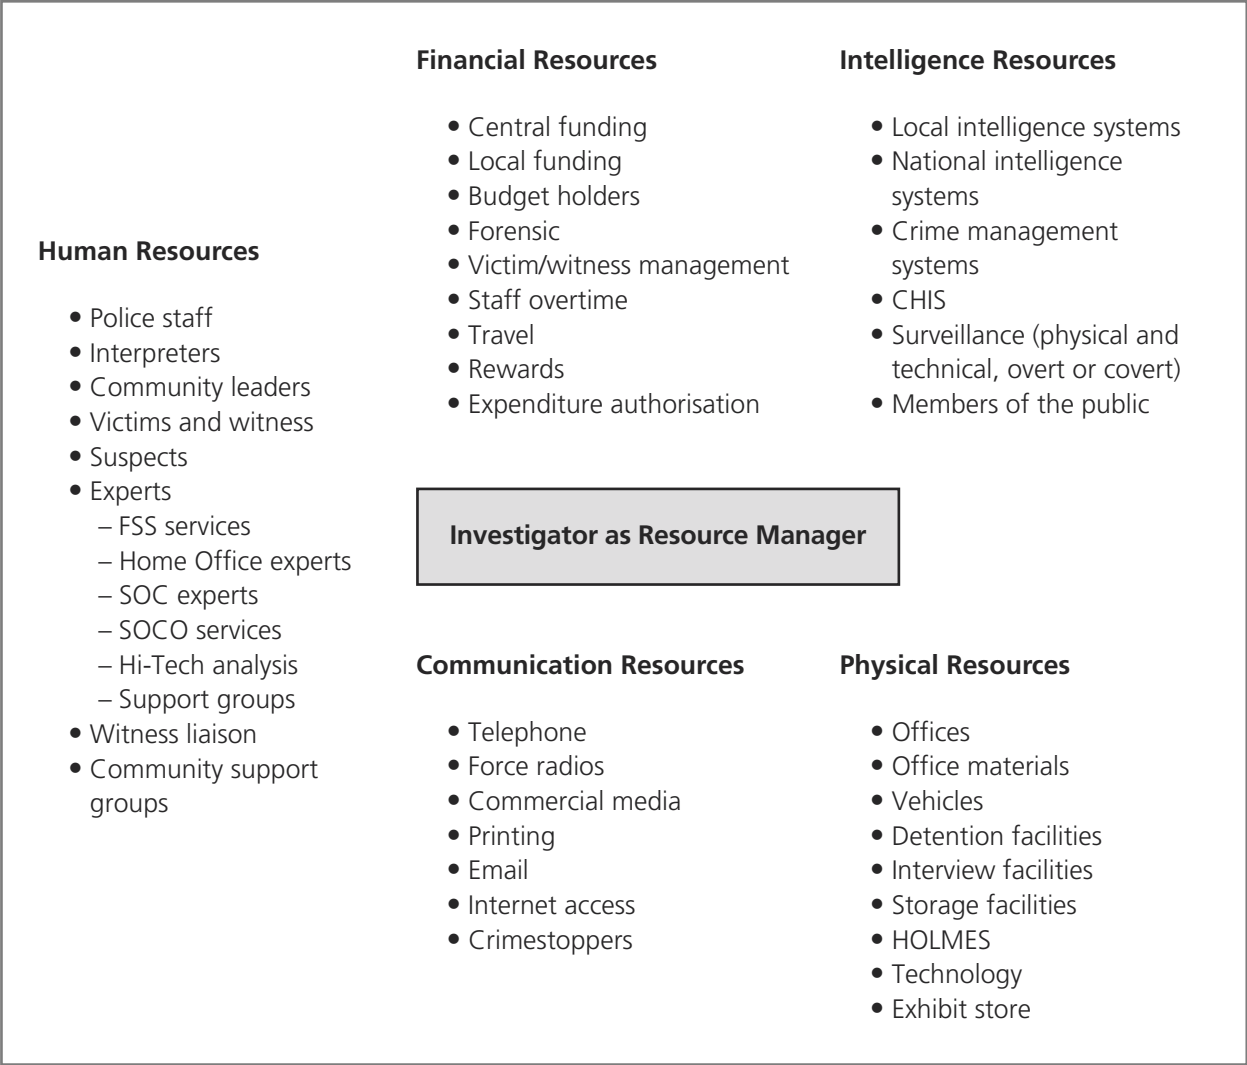 Human Resources
• Police staff
• Interpreters
• Community leaders
• Victims and witness
• Suspects
• Experts
– FSS services
– Home Office experts
– SOC experts
– SOCO services
– Hi-Tech analysis
– Support groups
• Witness liaison
• Community support
groups
Financial Resources
• Central funding
• Local funding
• Budget holders
• Forensic
• Victim/witness management
• Staff overtime
• Travel
• Rewards
• Expenditure authorisation
Intelligence Resources
• Local intelligence systems
• National intelligence
systems
• Crime management
systems
• CHIS
• Surveillance (physical and
technical, overt or covert)
• Members of the public
Investigator as Resource Manager
Communication Resources
• Telephone
• Force radios
• Commercial media
• Printing
• Email
• Internet access
• Crimestoppers
Physical Resources
• Offices
• Office materials
• Vehicles
• Detention facilities
• Interview facilities
• Storage facilities
• HOLMES
• Technology
• Exhibit store